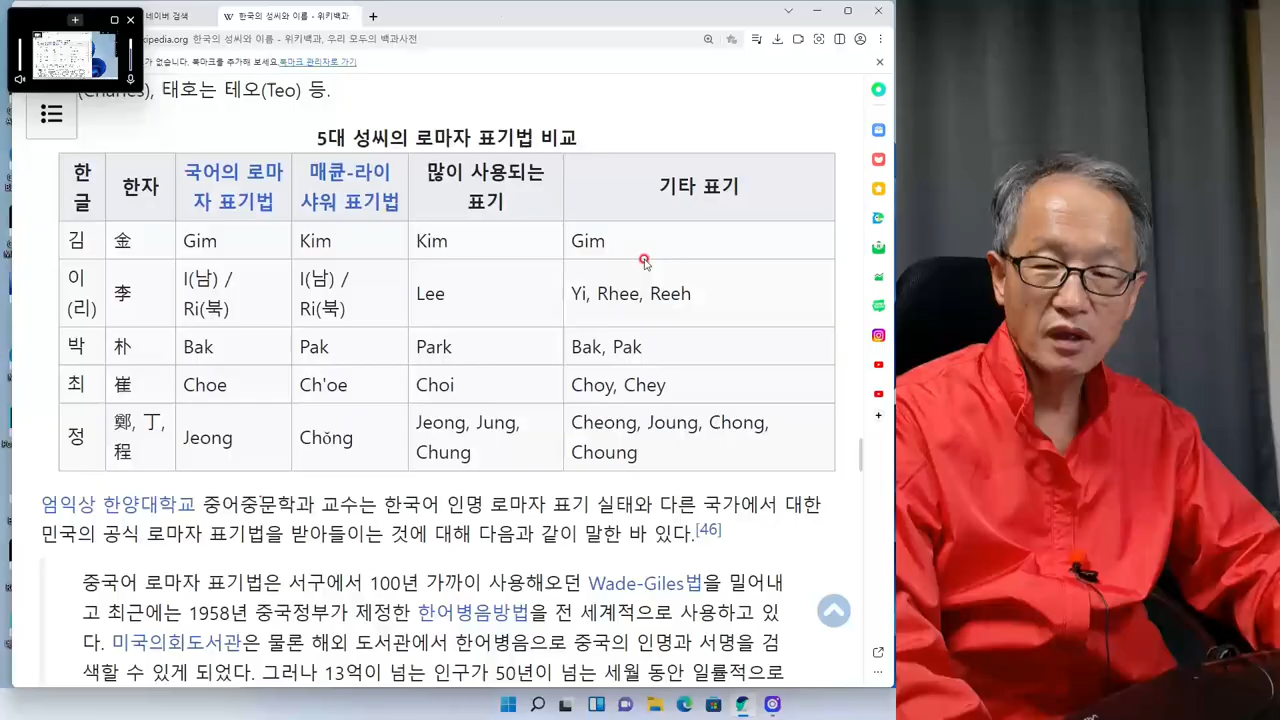 네이버 검색
한국의 성씨와 이름 - 위키백과
pedia.org 한국의 성씨와 이름 - 위키백과, 우리 모두의 백과사전
가 없습니다. 북마크를 추가해 보세요. 북마크 관리자로 가기
(Charles), 태호는 테오(Teo) 등.
5대 성씨의 로마자 표기법 비교
한글 한자 국어의 로마자 표기법 매큔-라이샤워 표기법 많이 사용되는 표기 기타 표기
김 金 Gim Kim Kim Gim
이(리) 李 I(남) / Ri(북) I(남) / Ri(북) Lee Yi, Rhee, Reeh
박 朴 Bak Pak Park Bak, Pak
최 崔 Choe Ch'oe Choi Choy, Chey
정 鄭, 丁, 程 Jeong Chŏng Jeong, Jung, Chung Cheong, Joung, Chong, Choung
엄익상 한양대학교 중어중문학과 교수는 한국어 인명 로마자 표기 실태와 다른 국가에서 대한
민국의 공식 로마자 표기법을 받아들이는 것에 대해 다음과 같이 말한 바 있다.[46]
중국어 로마자 표기법은 서구에서 100년 가까이 사용해오던 Wade-Giles법을 밀어내
고 최근에는 1958년 중국정부가 제정한 한어병음방법을 전 세계적으로 사용하고 있
다. 미국의회도서관은 물론 해외 도서관에서 한어병음으로 중국의 인명과 서명을 검
색할 수 있게 되었다. 그러나 13억이 넘는 인구가 50년이 넘는 세월 동안 일률적으로